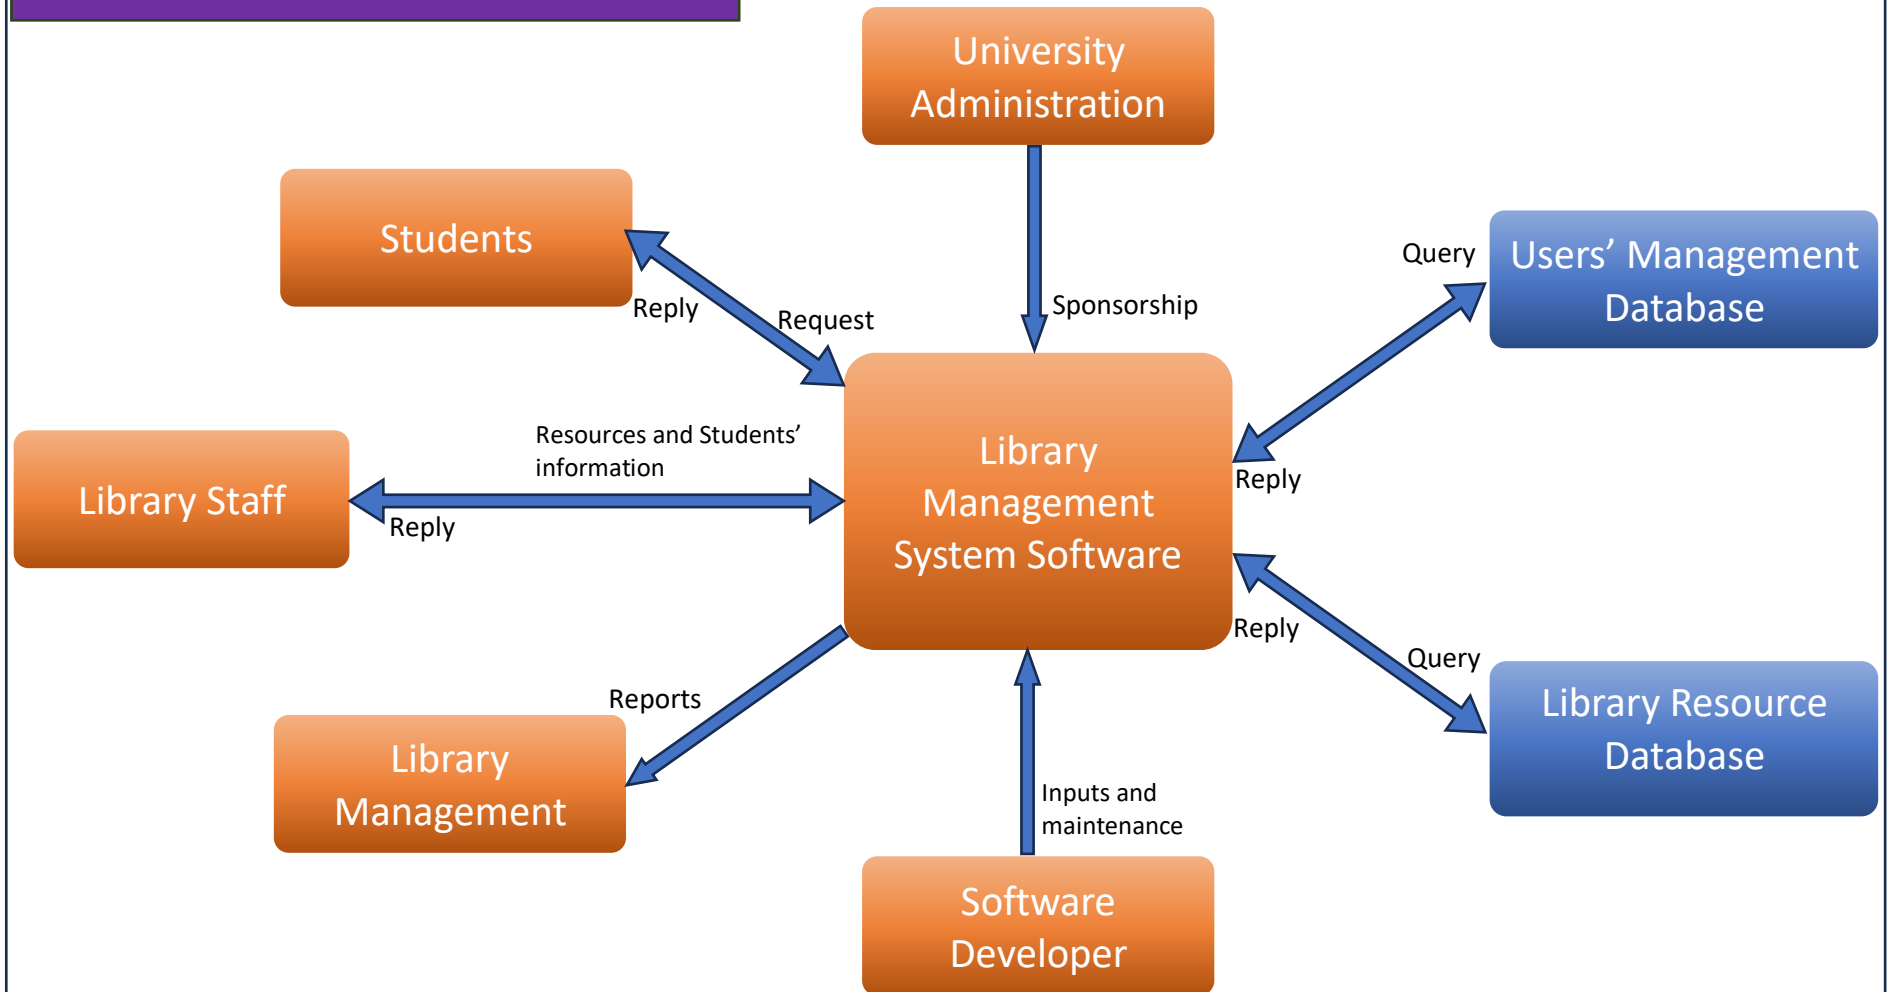 University
Administration
Students
Query
Users’ Management
Database
Reply
Request
Sponsorship
Resources and Students’
information
Library Staff
Reply
Library
Management
System Software
Reply
Reply
Query
Library Resource
Database
Reports
Library
Management
Inputs and
maintenance
Software
Developer